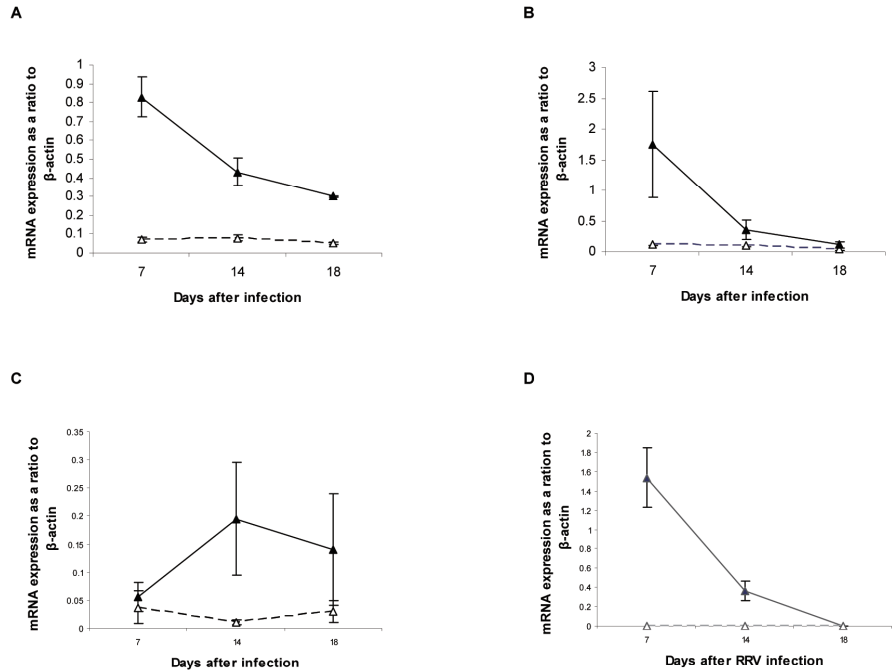 A
mRNA expression as a ratio to
β-actin
1
0.9
0.8
0.7
0.6
0.5
0.4
0.3
0.2
0.1
0
7 14 18
Days after infection
B
mRNA expression as a ratio to
β-actin
3
2.5
2
1.5
1
0.5
0
7 14 18
Days after infection
C
mRNA expression as a ratio to
β-actin
0.35
0.3
0.25
0.2
0.15
0.1
0.05
0
7 14 18
Days after infection
D
mRNA expression as a ration to
β-actin
2
1.8
1.6
1.4
1.2
1
0.8
0.6
0.4
0.2
0
7 14 18
Days after RRV infection